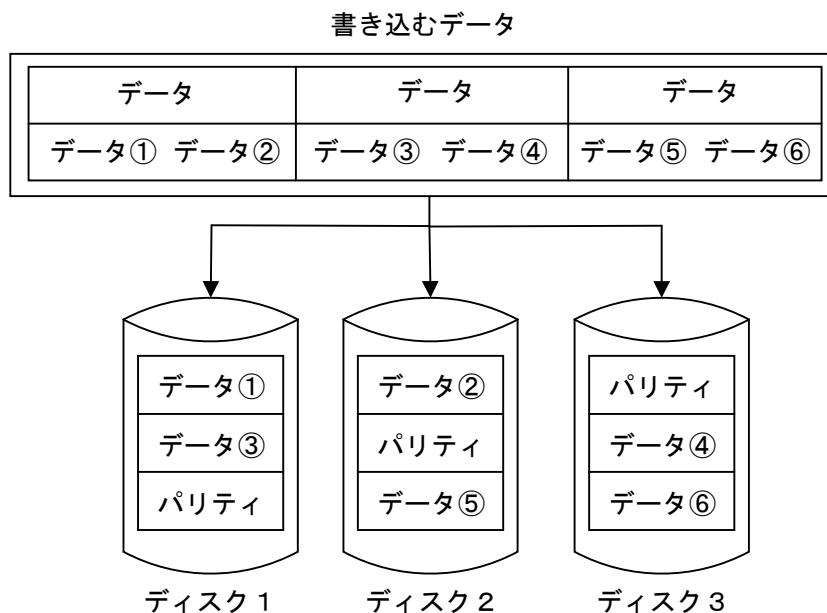 書き込むデータ
データ データ データ
データ① データ② データ③ データ④ データ⑤ データ⑥
データ① データ② パリティ
データ③ パリティ データ④
パリティ データ⑤ データ⑥
ディスク1 ディスク2 ディスク3